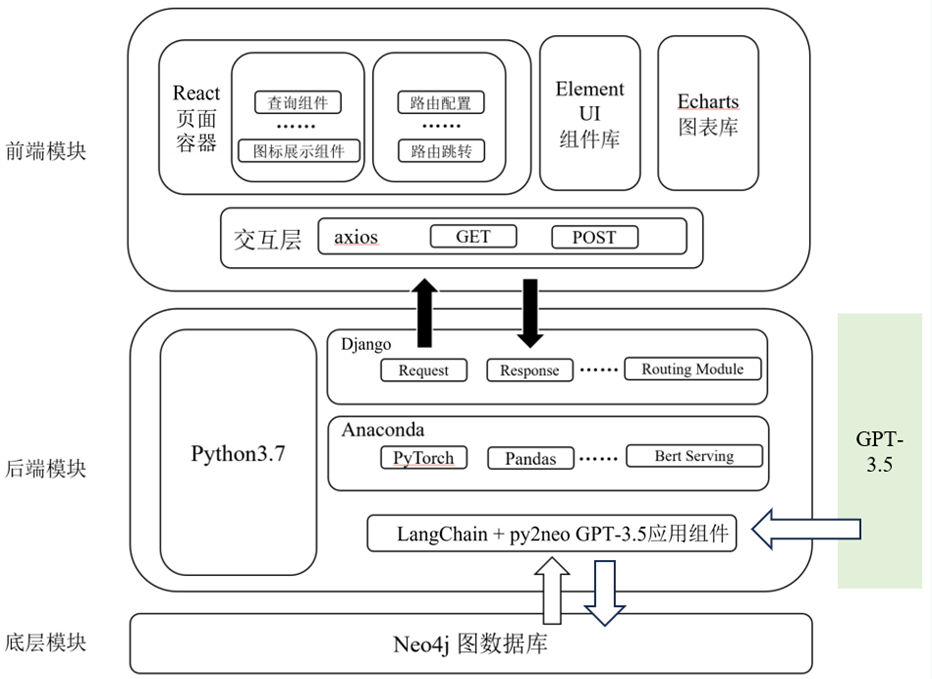 前端模块
React
页面
容器
查询组件
……
图标展示组件
路由配置
……
路由跳转
Element
UI
组件库
Echarts
图表库
交互层
axios
GET
POST
后端模块
Python3.7
Django
Request
Response
……
Routing Module
Anaconda
PyTorch
Pandas
……
Bert Serving
LangChain + py2neo GPT-3.5应用组件
GPT-
3.5
底层模块
Neo4j 图数据库